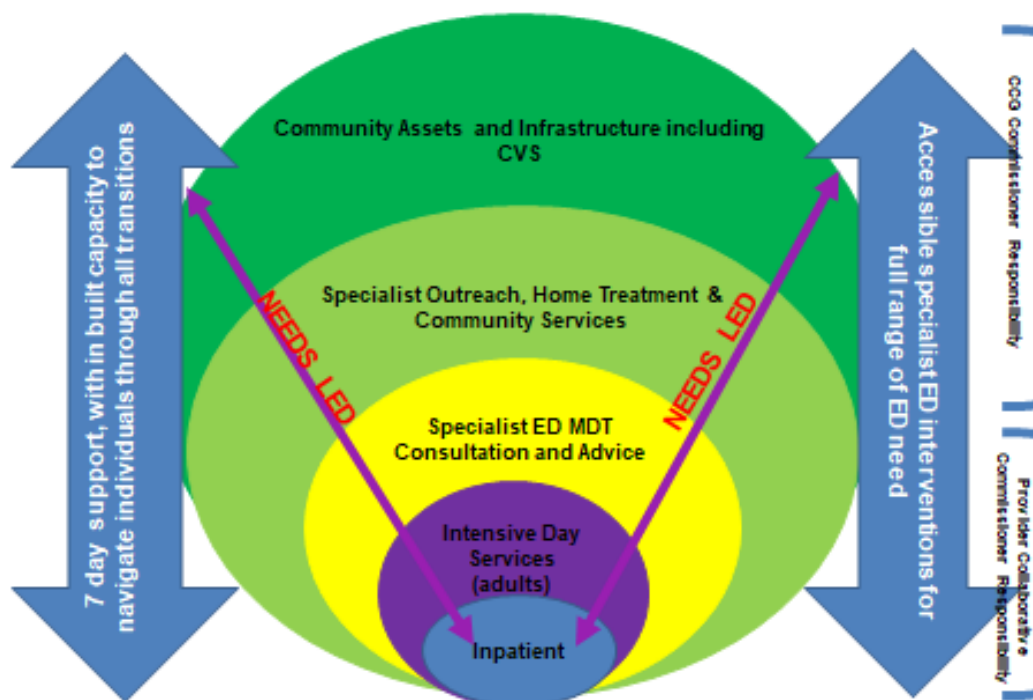 7 day support, within built capacity to
navigate individuals through all transitions
Community Assets and Infrastructure including
CVS
Specialist Outreach, Home Treatment &
Community Services
NEEDS LED
NEEDS LED
Specialist ED MDT
Consultation and Advice
Intensive Day
Services
(adults)
Inpatient
Accessible specialist ED interventions for
full range of ED need
CCG Commissioner Responsibility
Provider Collaborative
Commissioner Responsibility